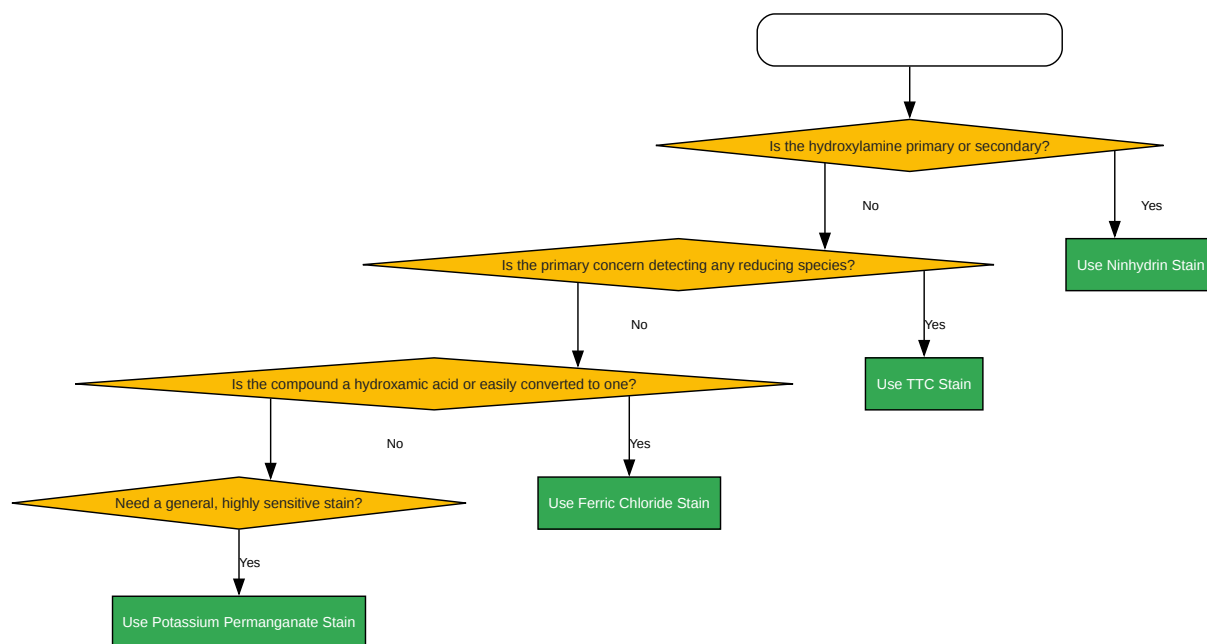 Is the hydroxylamine primary or secondary?
No
Yes
Is the primary concern detecting any reducing species?
Use Ninhydrin Stain
No
Yes
Is the compound a hydroxamic acid or easily converted to one?
Use TTC Stain
No
Yes
Need a general, highly sensitive stain?
Use Ferric Chloride Stain
Yes
Use Potassium Permanganate Stain